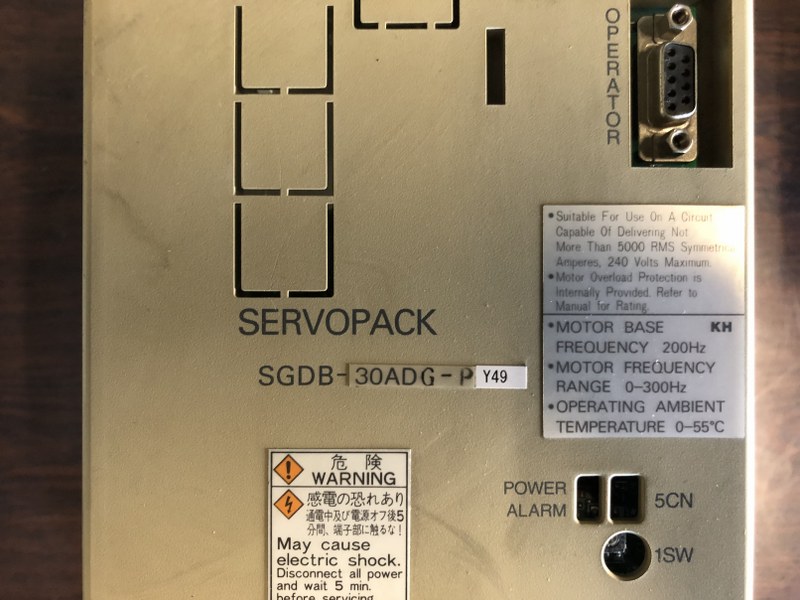 OPERATOR
•Suitable For Use On A Circuit
Capable Of Delivering Not
More Than 5000 RMS Symmetrical
Amperes, 240 Volts Maximum.
•Motor Overload Protection is
Internally Provided. Refer to
Manual for Rating.
•MOTOR BASE KH
FREQUENCY 200Hz
•MOTOR FREQUENCY
RANGE 0-300Hz
•OPERATING AMBIENT
TEMPERATURE 0-55℃
SERVOPACK
SGDB-30ADG-P Y49
危険
WARNING
感電の恐れあり
通電中及び電源オフ後5
分間、端子部に触るな!
May cause
electric shock.
Disconnect all power
and wait 5 min.
before servicing
POWER
ALARM
5CN
1SW